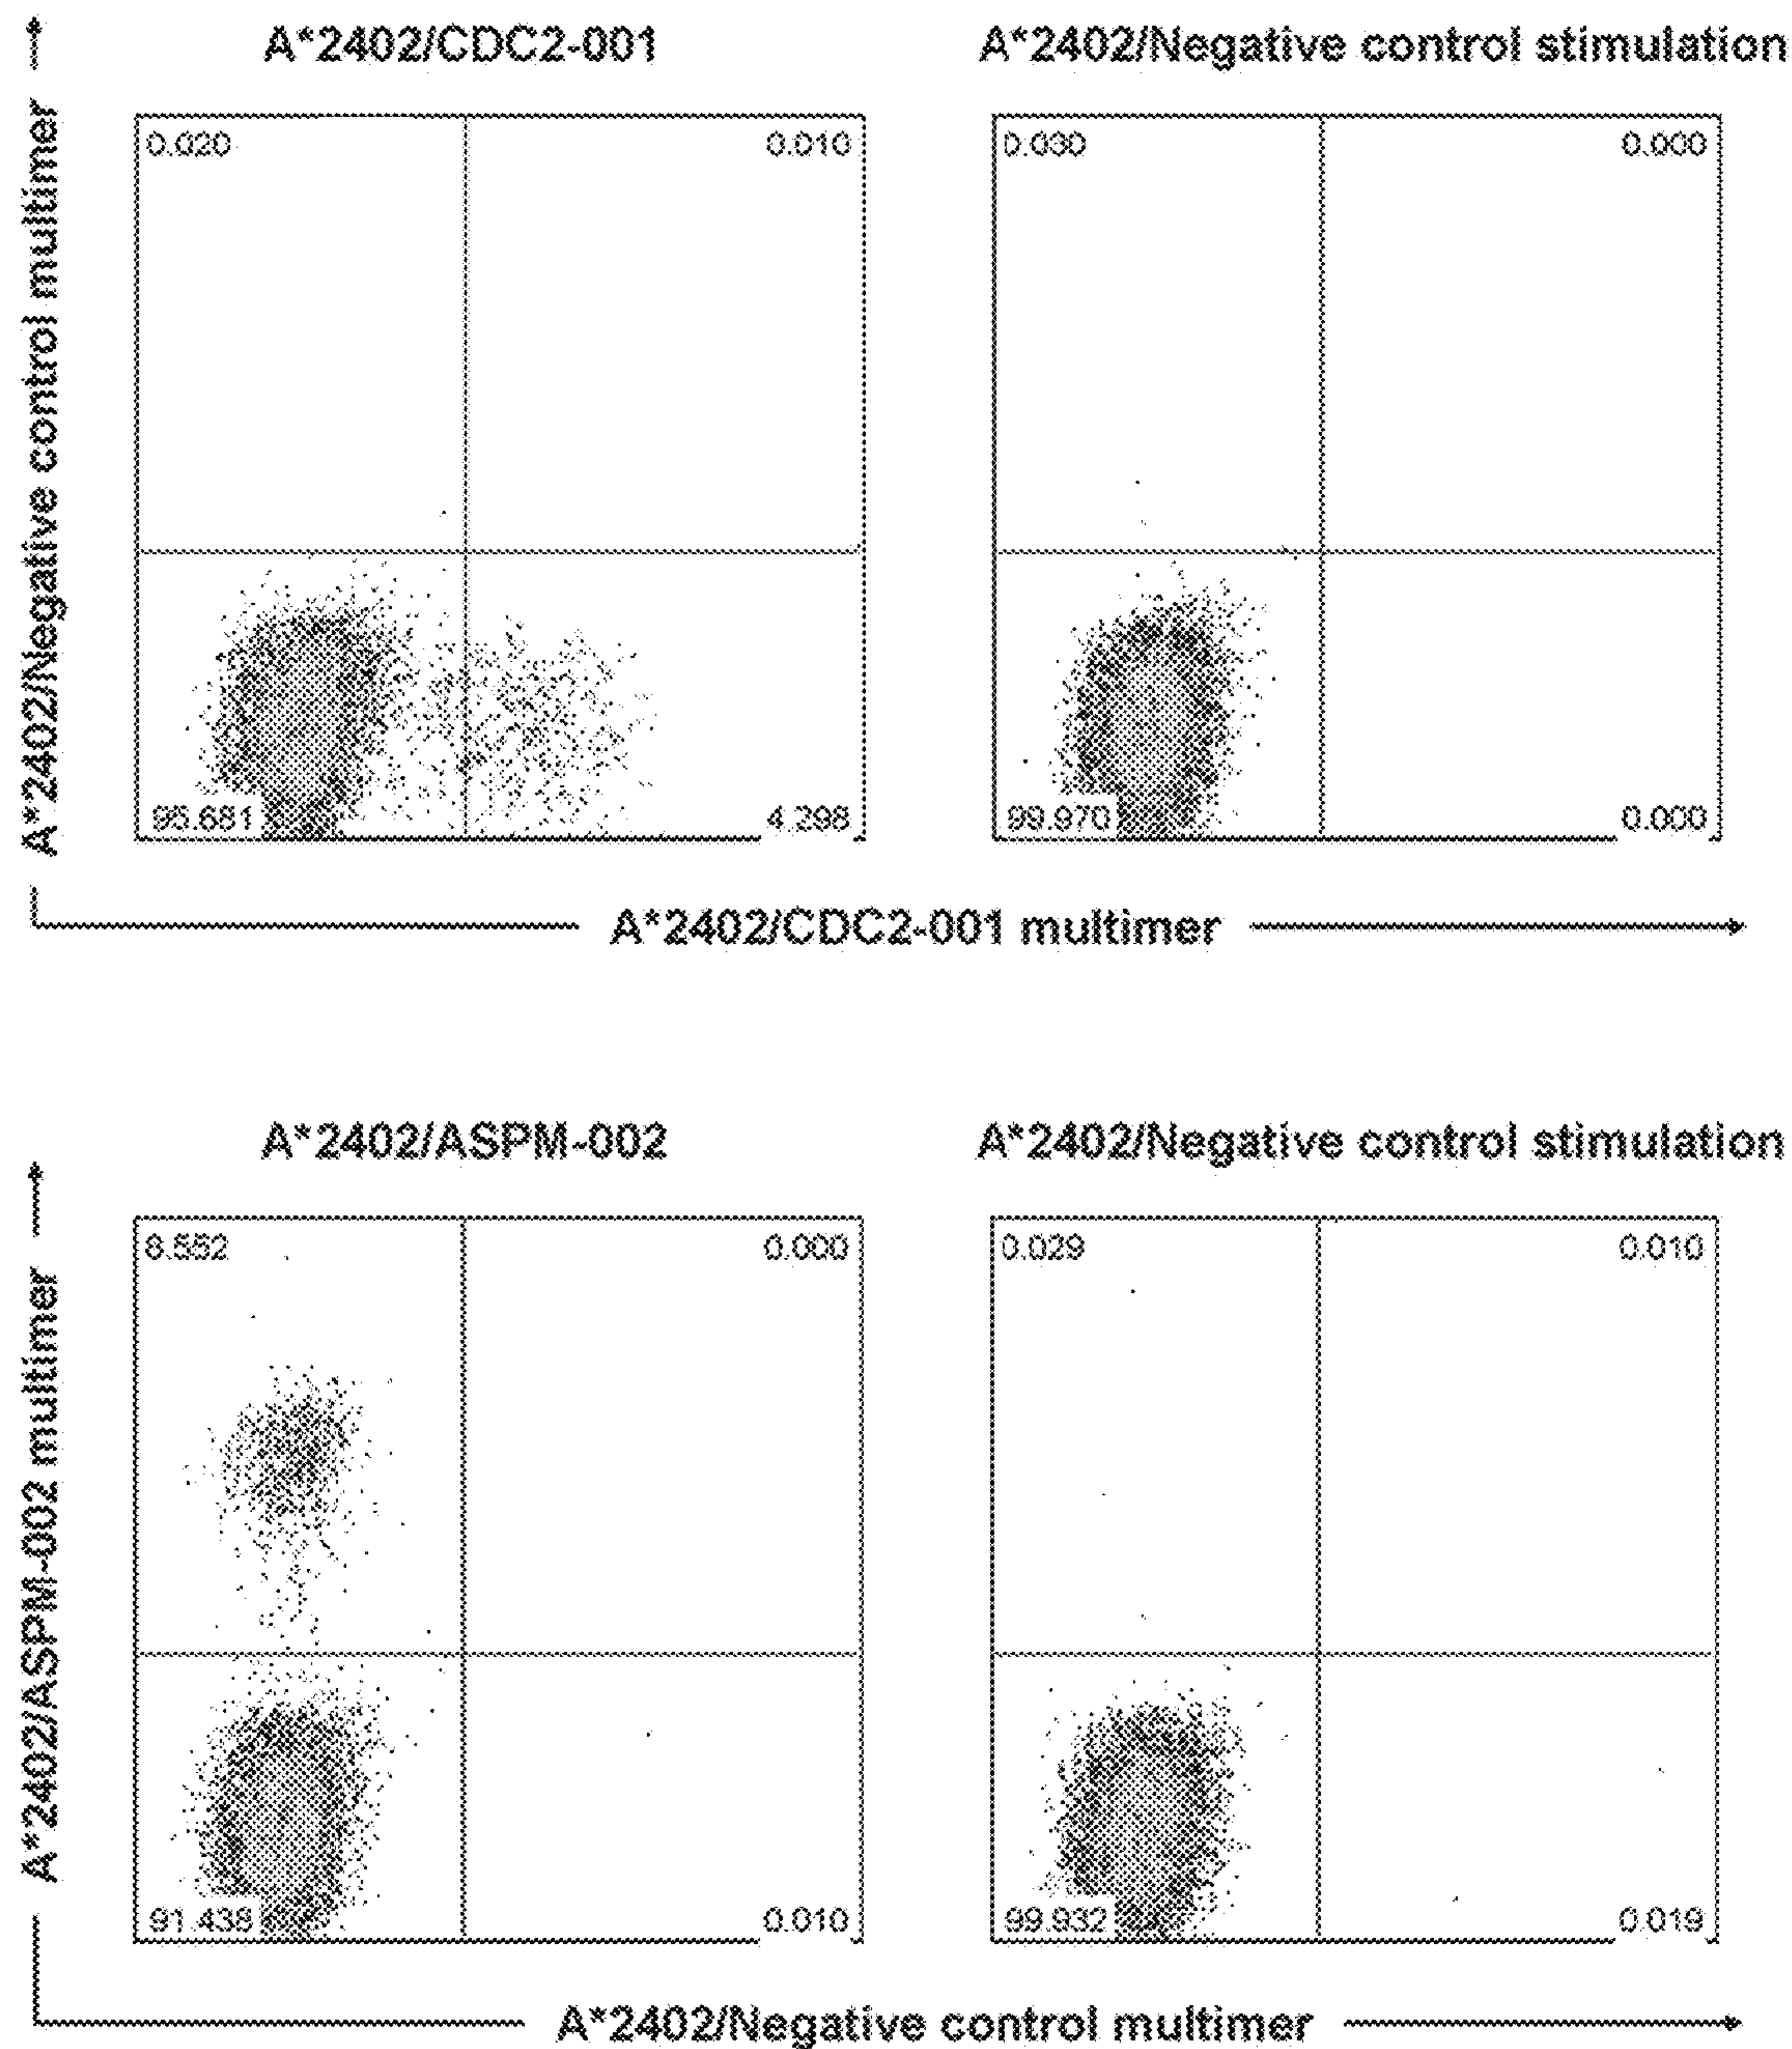 A*2402/CDC2-001
A*2402/Negative control stimulation
A*2402/Negative control multimer
0.020
0.010
95.681
4.298
0.030
0.000
99.970
0.000
A*2402/CDC2-001 multimer
A*2402/ASPM-002
A*2402/Negative control stimulation
A*2402/ASPM-002 multimer
8.552
0.000
91.438
0.010
0.029
0.010
99.932
0.019
A*2402/Negative control multimer